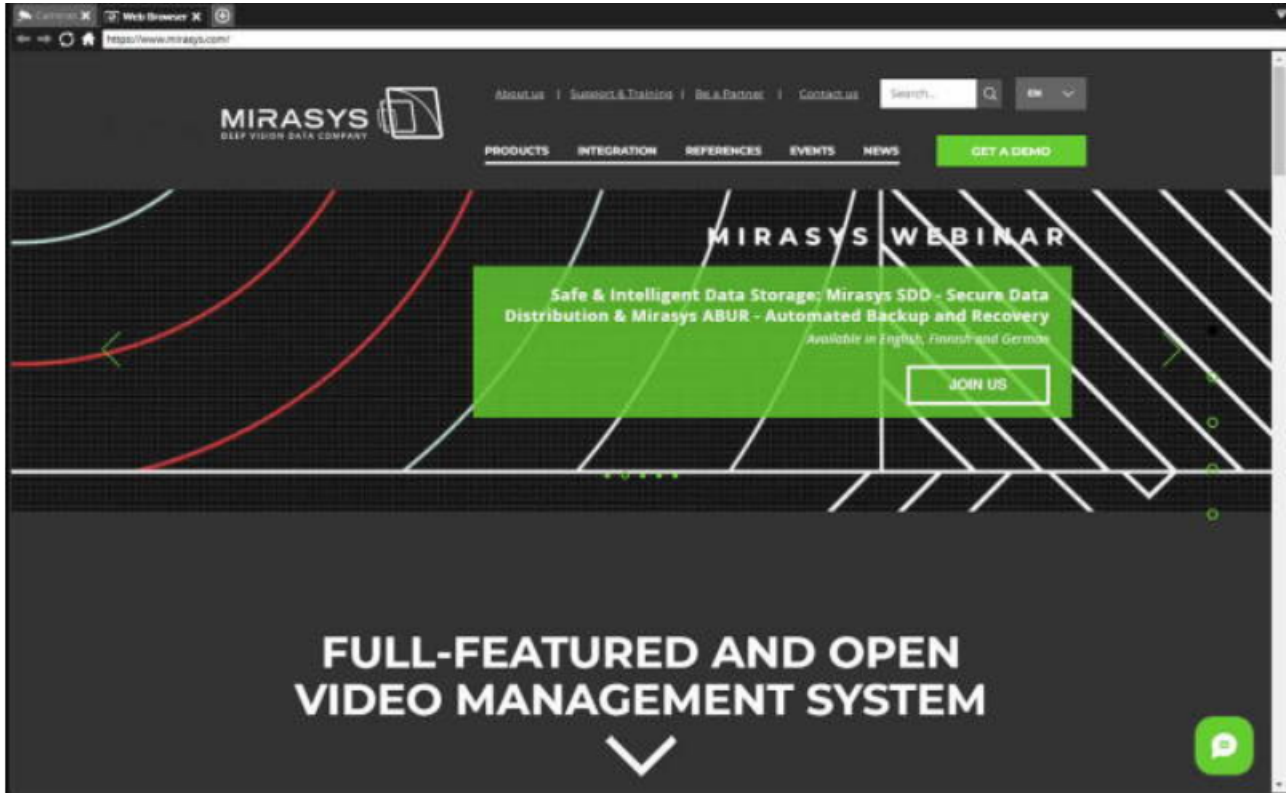 Cameras X Web Browser X
https://www.mirasys.com/
About us | Support & Training | Be a Partner | Contact us Search... EN
MIRASYS
DEEP VISION DATA COMPANY
PRODUCTS INTEGRATION REFERENCES EVENTS NEWS GET A DEMO
MIRASYS WEBINAR
Safe & Intelligent Data Storage: Mirasys SDD - Secure Data
Distribution & Mirasys ABUR - Automated Backup and Recovery
Available in English, Finnish and German
JOIN US
FULL-FEATURED AND OPEN
VIDEO MANAGEMENT SYSTEM